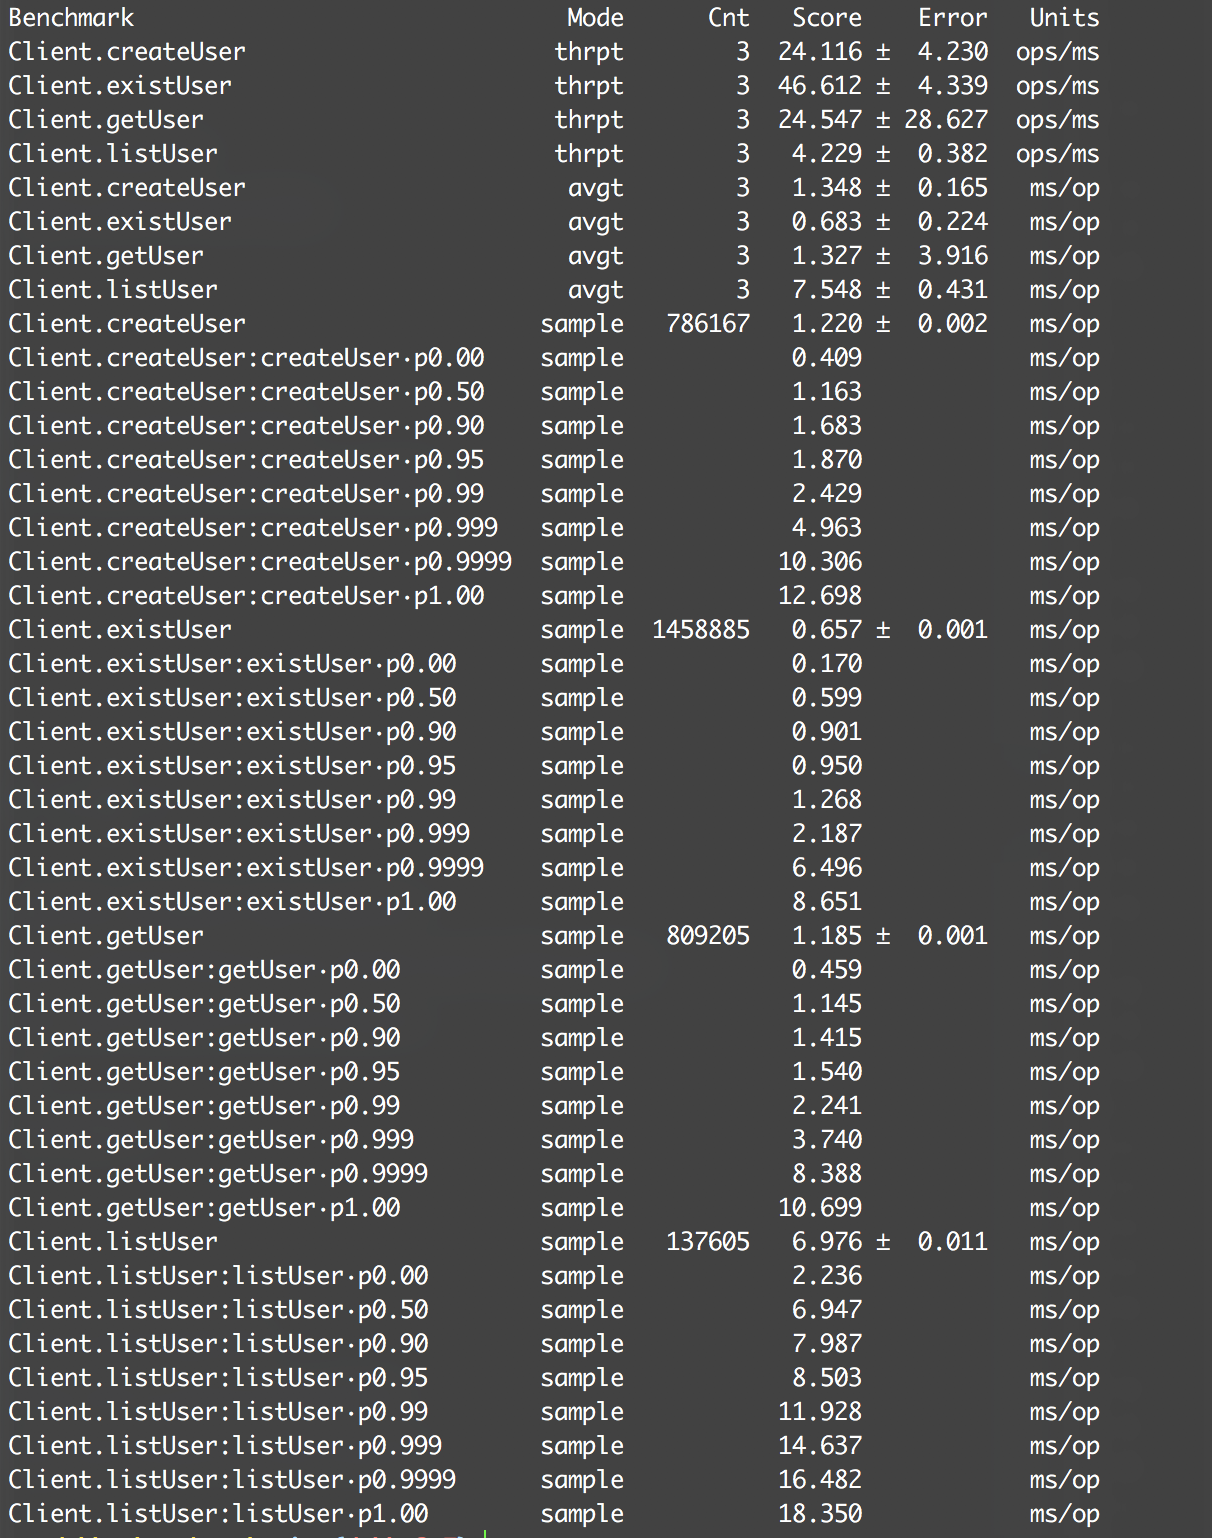 Benchmark Mode Cnt Score Error Units
Client.createUser thrpt 3 24.116 ± 4.230 ops/ms
Client.existUser thrpt 3 46.612 ± 4.339 ops/ms
Client.getUser thrpt 3 24.547 ± 28.627 ops/ms
Client.listUser thrpt 3 4.229 ± 0.382 ops/ms
Client.createUser avgt 3 1.348 ± 0.165 ms/op
Client.existUser avgt 3 0.683 ± 0.224 ms/op
Client.getUser avgt 3 1.327 ± 3.916 ms/op
Client.listUser avgt 3 7.548 ± 0.431 ms/op
Client.createUser sample 786167 1.220 ± 0.002 ms/op
Client.createUser:createUser·p0.00 sample 0.409 ms/op
Client.createUser:createUser·p0.50 sample 1.163 ms/op
Client.createUser:createUser·p0.90 sample 1.683 ms/op
Client.createUser:createUser·p0.95 sample 1.870 ms/op
Client.createUser:createUser·p0.99 sample 2.429 ms/op
Client.createUser:createUser·p0.999 sample 4.963 ms/op
Client.createUser:createUser·p0.9999 sample 10.306 ms/op
Client.createUser:createUser·p1.00 sample 12.698 ms/op
Client.existUser sample 1458885 0.657 ± 0.001 ms/op
Client.existUser:existUser·p0.00 sample 0.170 ms/op
Client.existUser:existUser·p0.50 sample 0.599 ms/op
Client.existUser:existUser·p0.90 sample 0.901 ms/op
Client.existUser:existUser·p0.95 sample 0.950 ms/op
Client.existUser:existUser·p0.99 sample 1.268 ms/op
Client.existUser:existUser·p0.999 sample 2.187 ms/op
Client.existUser:existUser·p0.9999 sample 6.496 ms/op
Client.existUser:existUser·p1.00 sample 8.651 ms/op
Client.getUser sample 809205 1.185 ± 0.001 ms/op
Client.getUser:getUser·p0.00 sample 0.459 ms/op
Client.getUser:getUser·p0.50 sample 1.145 ms/op
Client.getUser:getUser·p0.90 sample 1.415 ms/op
Client.getUser:getUser·p0.95 sample 1.540 ms/op
Client.getUser:getUser·p0.99 sample 2.241 ms/op
Client.getUser:getUser·p0.999 sample 3.740 ms/op
Client.getUser:getUser·p0.9999 sample 8.388 ms/op
Client.getUser:getUser·p1.00 sample 10.699 ms/op
Client.listUser sample 137605 6.976 ± 0.011 ms/op
Client.listUser:listUser·p0.00 sample 2.236 ms/op
Client.listUser:listUser·p0.50 sample 6.947 ms/op
Client.listUser:listUser·p0.90 sample 7.987 ms/op
Client.listUser:listUser·p0.95 sample 8.503 ms/op
Client.listUser:listUser·p0.99 sample 11.928 ms/op
Client.listUser:listUser·p0.999 sample 14.637 ms/op
Client.listUser:listUser·p0.9999 sample 16.482 ms/op
Client.listUser:listUser·p1.00 sample 18.350 ms/op